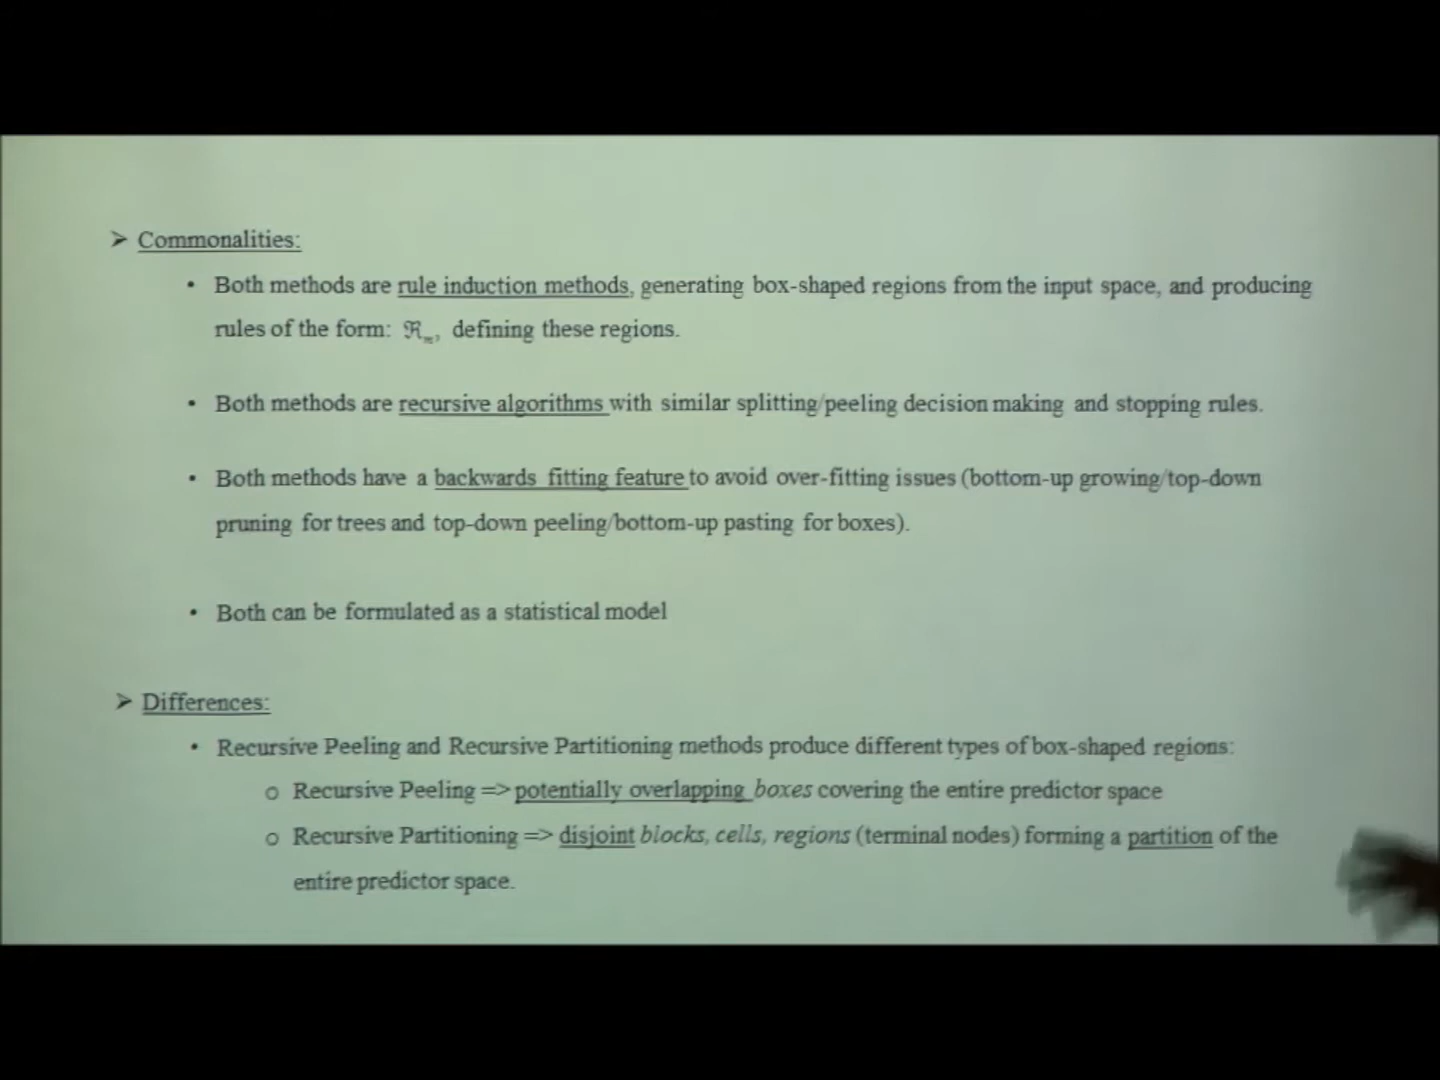 ➢ Commonalities:
• Both methods are rule induction methods, generating box-shaped regions from the input space, and producing
rules of the form: ℜₘ, defining these regions.
• Both methods are recursive algorithms with similar splitting/peeling decision making and stopping rules.
• Both methods have a backwards fitting feature to avoid over-fitting issues (bottom-up growing/top-down
pruning for trees and top-down peeling/bottom-up pasting for boxes).
• Both can be formulated as a statistical model
➢ Differences:
• Recursive Peeling and Recursive Partitioning methods produce different types of box-shaped regions:
o Recursive Peeling => potentially overlapping boxes covering the entire predictor space
o Recursive Partitioning => disjoint blocks, cells, regions (terminal nodes) forming a partition of the
entire predictor space.